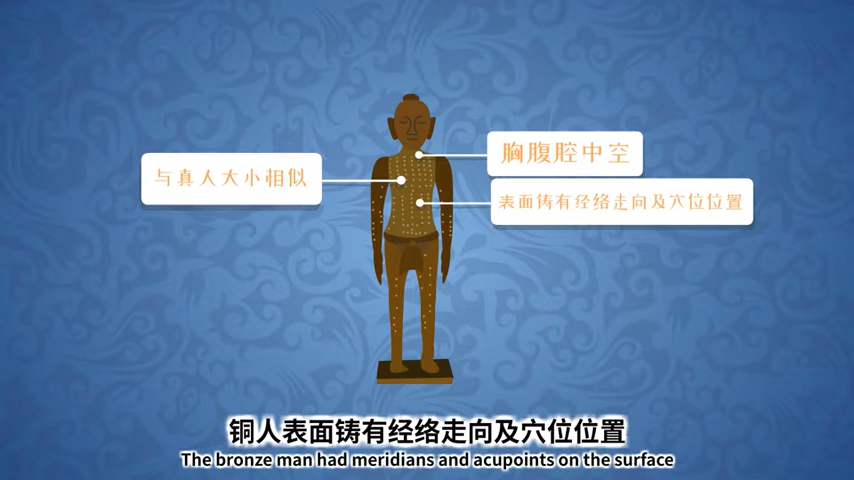 胸腹腔中空
与真人大小相似
表面铸有经络走向及穴位位置
铜人表面铸有经络走向及穴位位置
The bronze man had meridians and acupoints on the surface